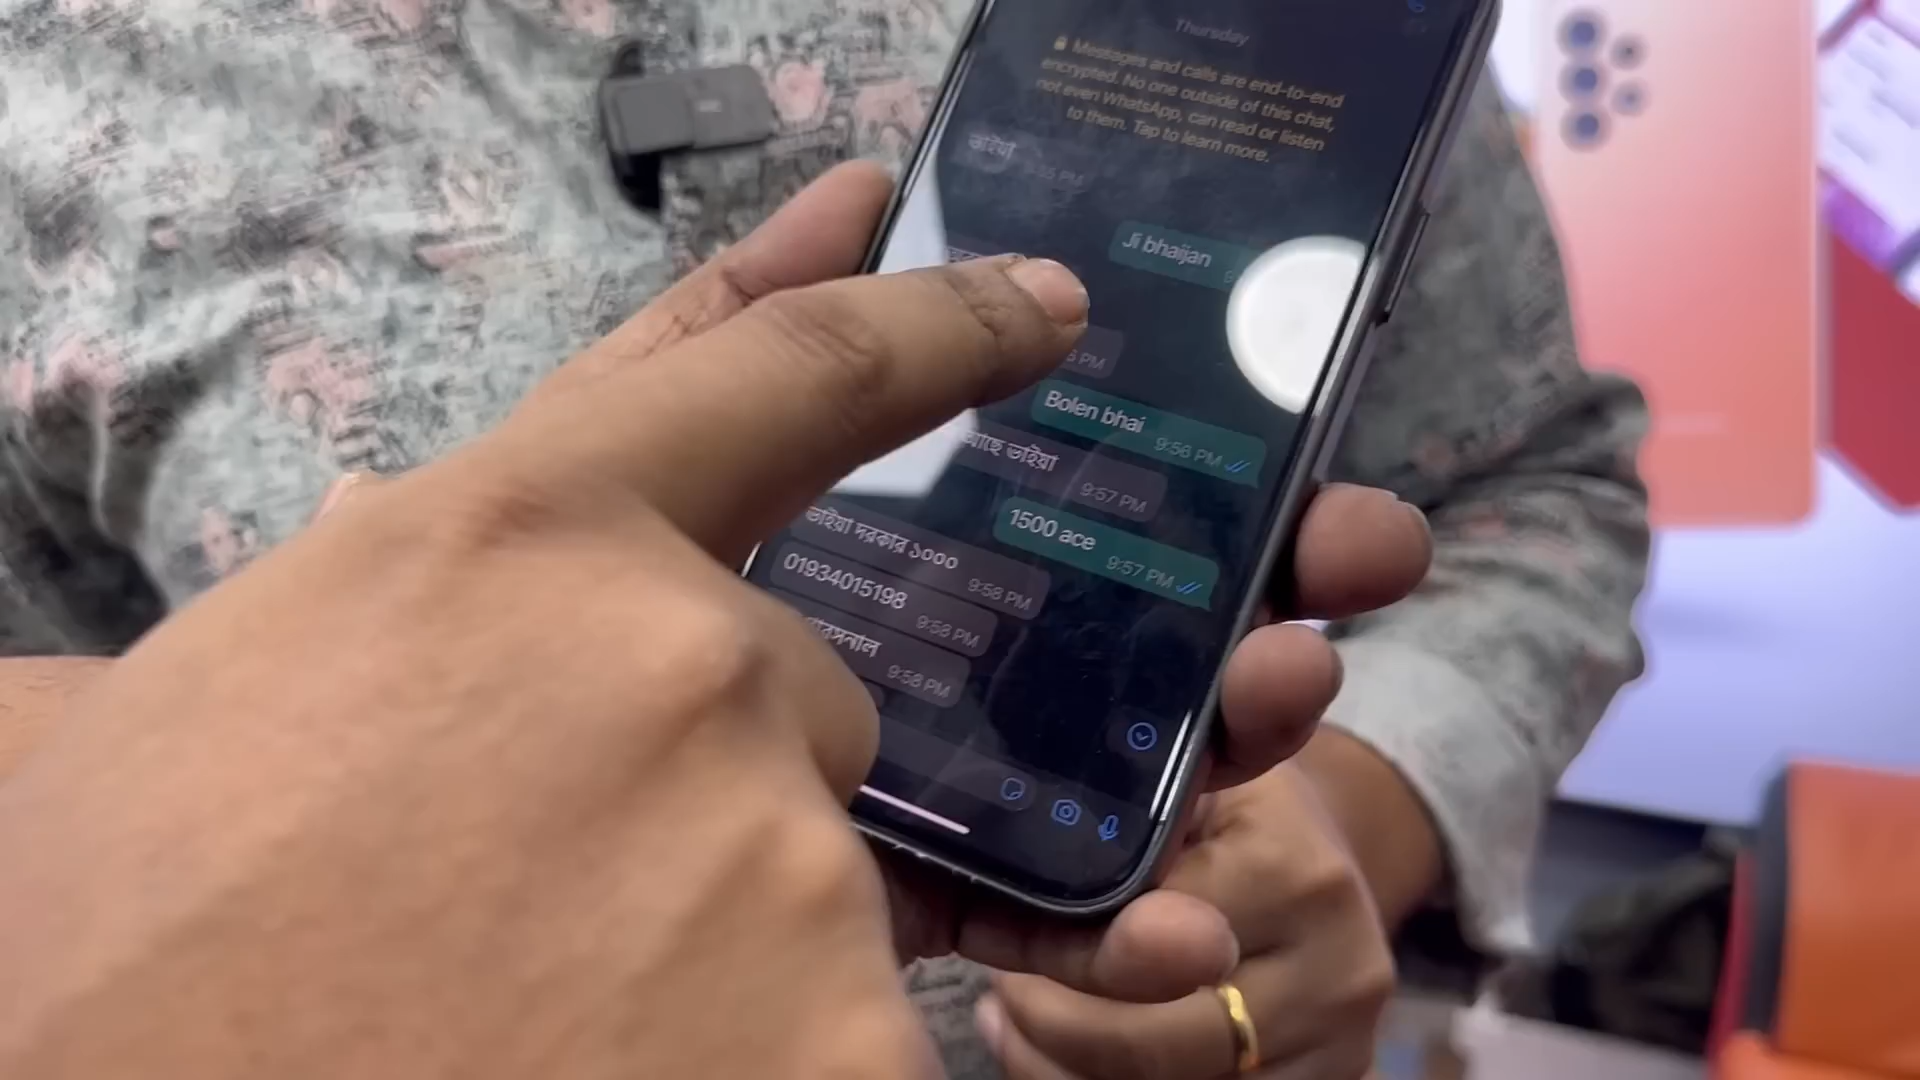 Thursday
Messages and calls are end-to-end
encrypted. No one outside of this chat,
not even WhatsApp, can read or listen
to them. Tap to learn more.
ভাইয়া
PM
Ji bhaijan
PM
Bolen bhai 9:56 PM
আছে ভাইয়া
9:57 PM
1500 ace 9:57 PM
ভাইয়া দরকার ১০০০ 9:58 PM
01934015198 9:58 PM
9:58 PM